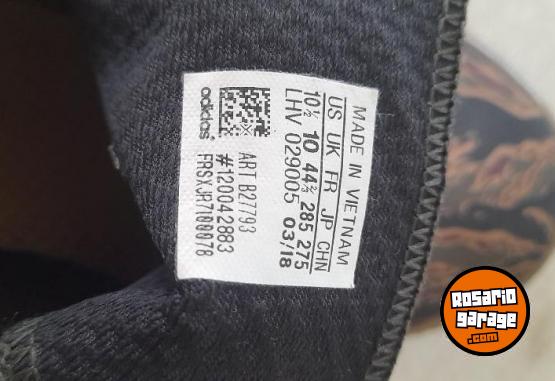 MADE IN VIETNAM
US UK FR JP CHN
10½ 10 44⅔ 285 275
LHV 029005 03/18
adidas
ART B27793
#120042883
FRSXJR7100078
Rosario
garage
.com